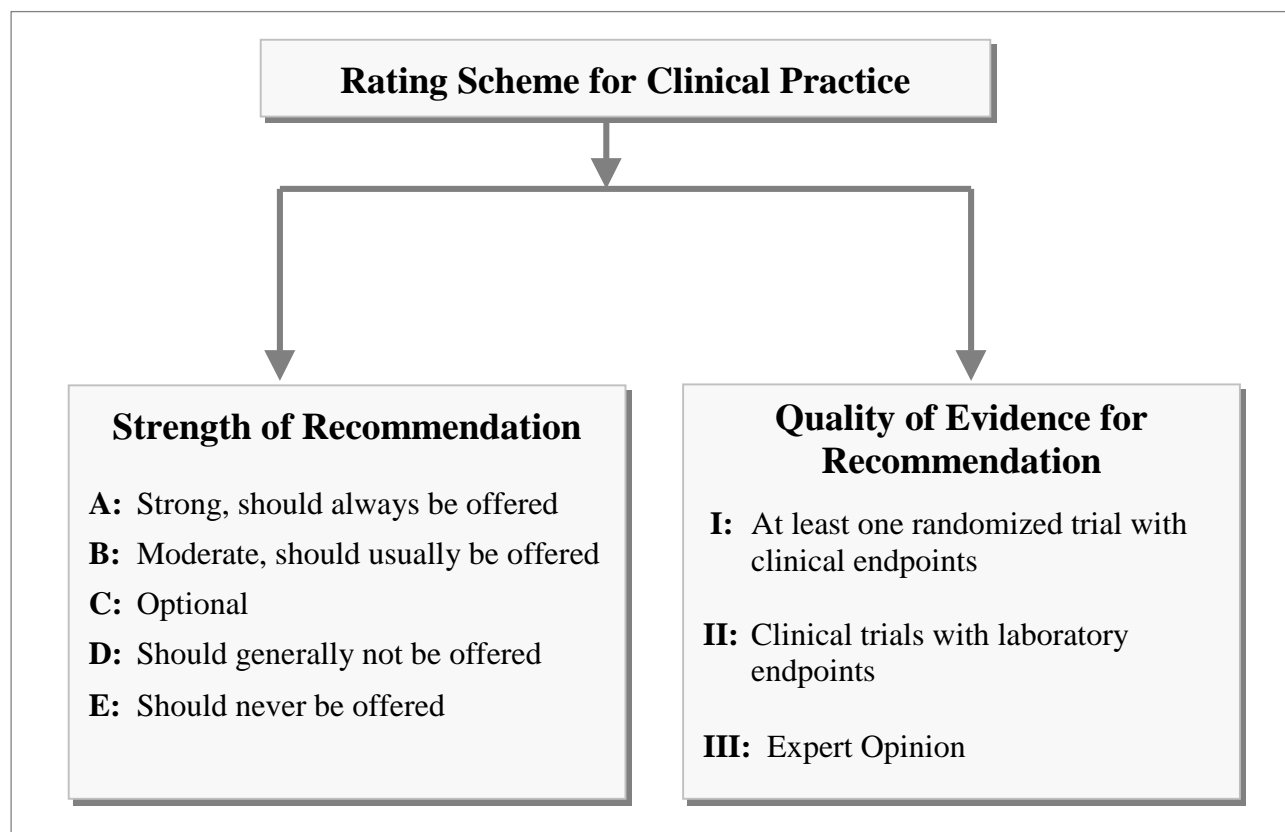 Rating Scheme for Clinical Practice
Strength of Recommendation
A: Strong, should always be offered
B: Moderate, should usually be offered
C: Optional
D: Should generally not be offered
E: Should never be offered
Quality of Evidence for
Recommendation
I: At least one randomized trial with
clinical endpoints
II: Clinical trials with laboratory
endpoints
III: Expert Opinion